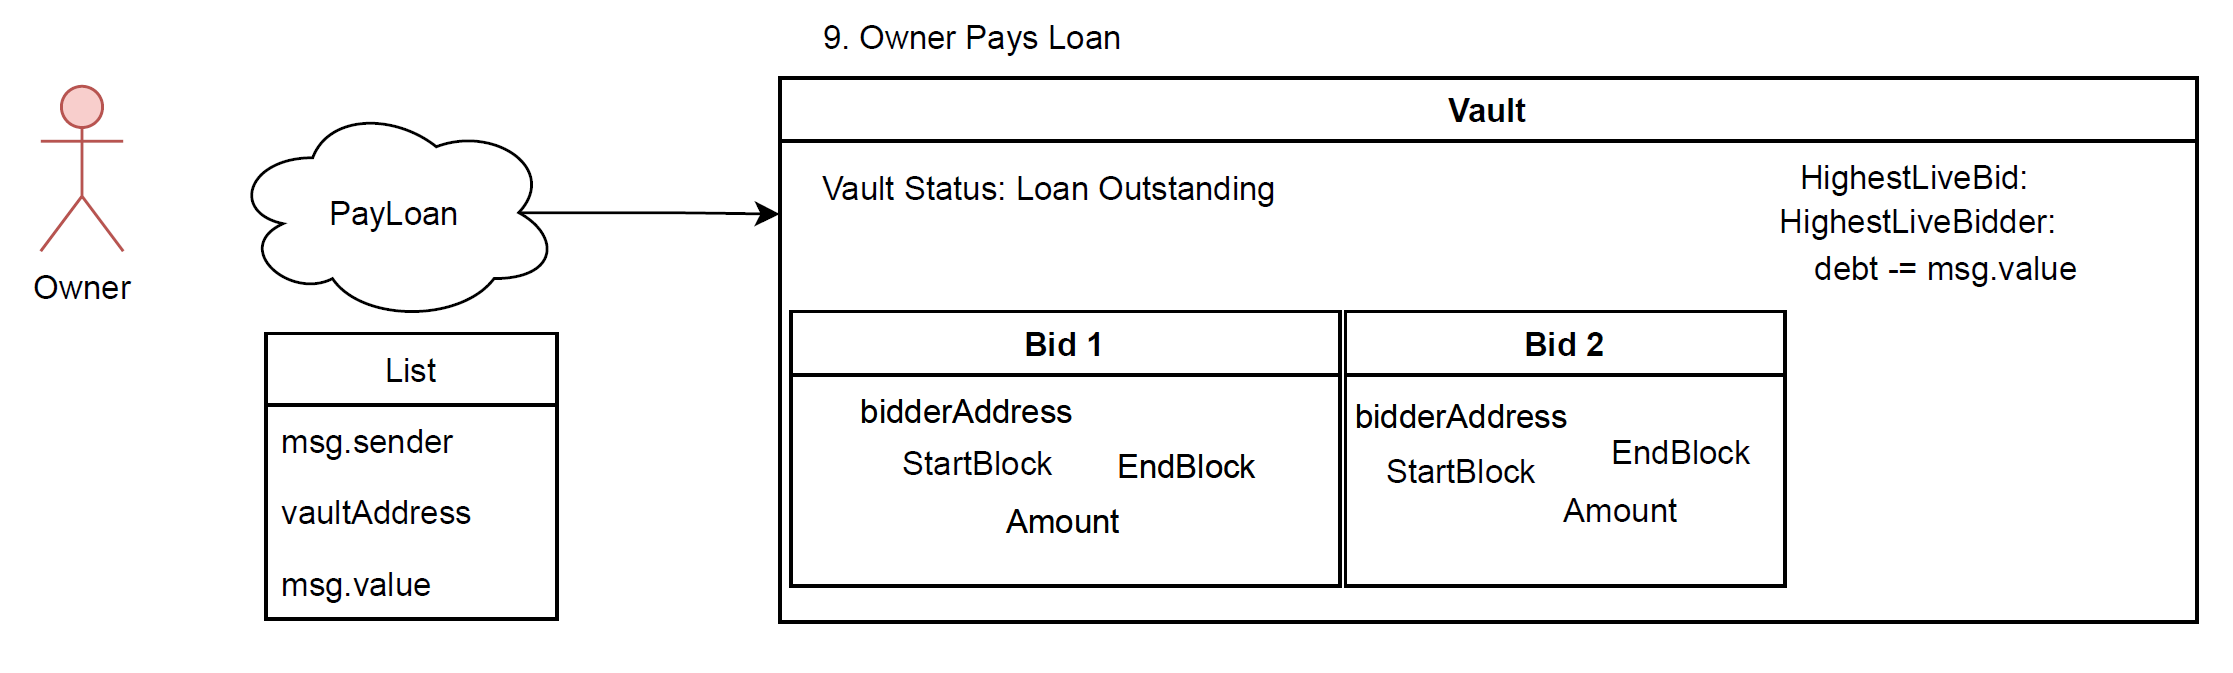 9. Owner Pays Loan
Owner
PayLoan
List
msg.sender
vaultAddress
msg.value
Vault
Vault Status: Loan Outstanding
HighestLiveBid:
HighestLiveBidder:
debt -= msg.value
Bid 1
bidderAddress
StartBlock
EndBlock
Amount
Bid 2
bidderAddress
StartBlock
EndBlock
Amount